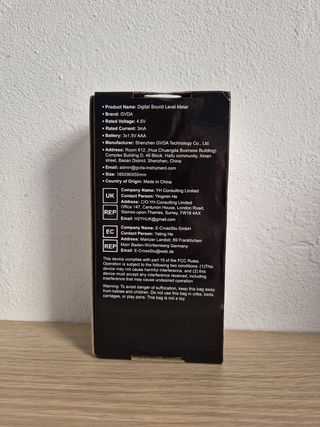 • Product Name: Digital Sound Level Meter
• Brand: GVDA
• Rated Voltage: 4.5V
• Rated Current: 3mA
• Battery: 3x1.5V AAA
• Manufacturer: Shenzhen GVDA Technology Co., Ltd.
• Address: Room 612, (Hua Chuangda Business Building)
Complex Building D, 46 Block, Haifu community, Xinan
street, Baoan District, Shenzhen, China
• Email: admin@gvda-instrument.com
• Size: 185X90X55mm
• Country of Origin: Made in China
UK
REP
Company Name: YH Consulting Limited
Contact Person: Yingmin He
Address: C/O YH Consulting Limited
Office 147, Centurion House, London Road,
Staines-upon-Thames, Surrey, TW18 4AX
Email: H2YHUK@gmail.com
EC
REP
Company Name: E-CrossStu GmbH
Contact Person: Yating He
Address: Mainzer Landstr, 69 Frankfurtam
Main Baden-Württemberg Germany
Email: E-CrossStu@web.de
This device complies with part 15 of the FCC Rules.
Operation is subject to the following two conditions: (1)This
device may not cause harmful interference, and (2) this
device must accept any interference received, including
interference that may cause undesired operation
Warning: To avoid danger of suffocation, keep this bag away
from babies and children. Do not use this bag in cribs, beds,
carriages, or play pens. This bag is not a toy